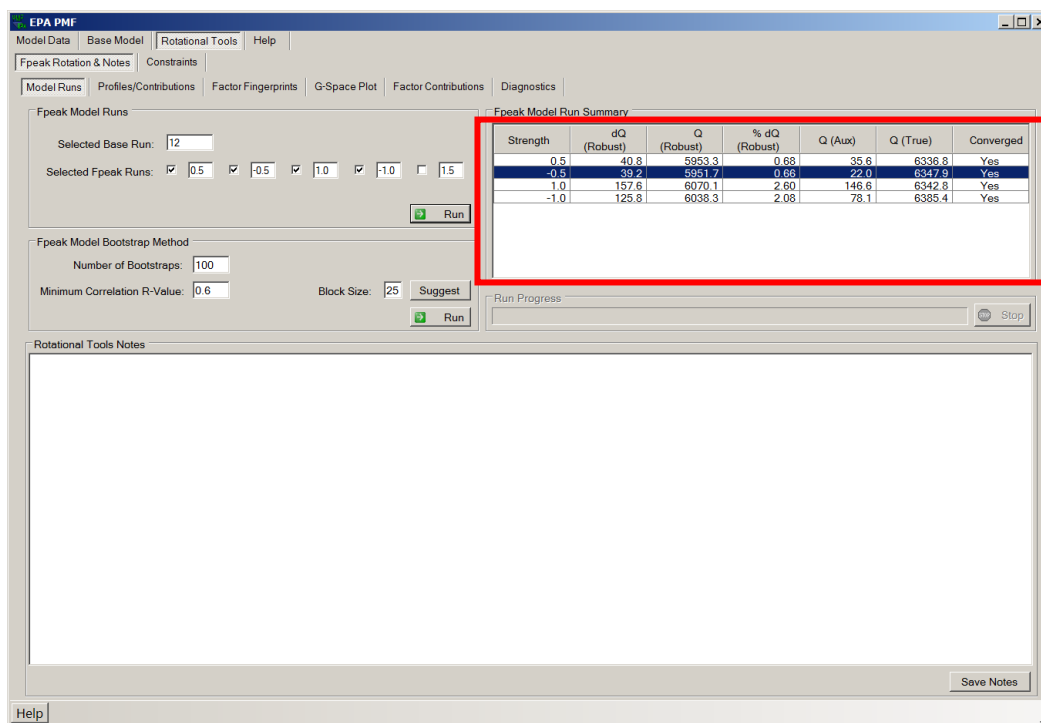 EPA PMF
Model Data Base Model Rotational Tools Help
Fpeak Rotation & Notes Constraints
Model Runs Profiles/Contributions Factor Fingerprints G-Space Plot Factor Contributions Diagnostics
Fpeak Model Runs
Selected Base Run: 12
Selected Fpeak Runs: 0.5 -0.5 1.0 -1.0 1.5
Run
Fpeak Model Bootstrap Method
Number of Bootstraps: 100
Minimum Correlation R-Value: 0.6 Block Size: 25 Suggest
Run
Fpeak Model Run Summary
Strength dQ (Robust) Q (Robust) % dQ (Robust) Q (Aux) Q (True) Converged
0.5 40.8 5953.3 0.68 35.6 6336.8 Yes
-0.5 39.2 5951.7 0.66 22.0 6347.9 Yes
1.0 157.6 6070.1 2.60 146.6 6342.8 Yes
-1.0 125.8 6038.3 2.08 78.1 6385.4 Yes
Run Progress
STOP Stop
Rotational Tools Notes
Save Notes
Help